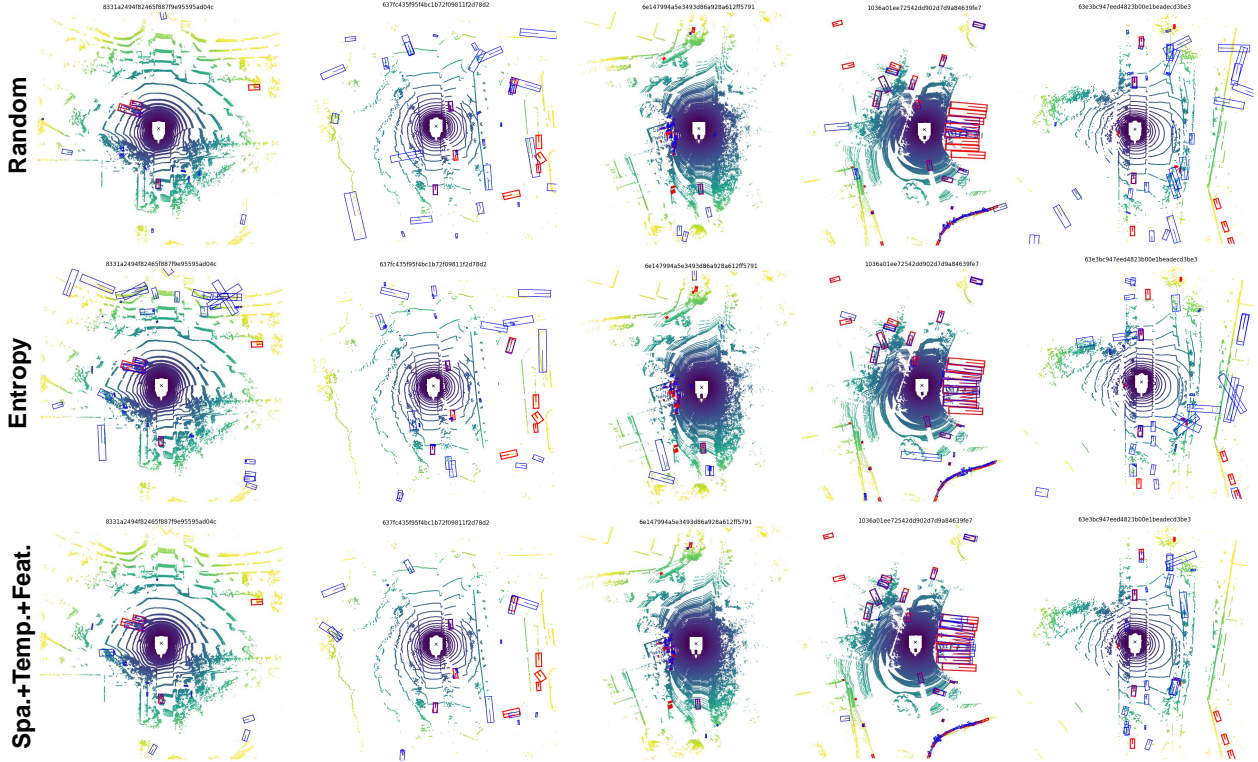 8331a2494f82465f887f9e95595ad04c
637fc435f95f4bc1b72f09811f2d78d2
6e147994a5e3493d86a928a612ff5791
1036a01ee72542dd902d7d9a84639fe7
63e3bc947eed4823b00e1beadecd3be3
Random
8331a2494f82465f887f9e95595ad04c
637fc435f95f4bc1b72f09811f2d78d2
6e147994a5e3493d86a928a612ff5791
1036a01ee72542dd902d7d9a84639fe7
63e3bc947eed4823b00e1beadecd3be3
Entropy
8331a2494f82465f887f9e95595ad04c
637fc435f95f4bc1b72f09811f2d78d2
6e147994a5e3493d86a928a612ff5791
1036a01ee72542dd902d7d9a84639fe7
63e3bc947eed4823b00e1beadecd3be3
Spa.+Temp.+Feat.